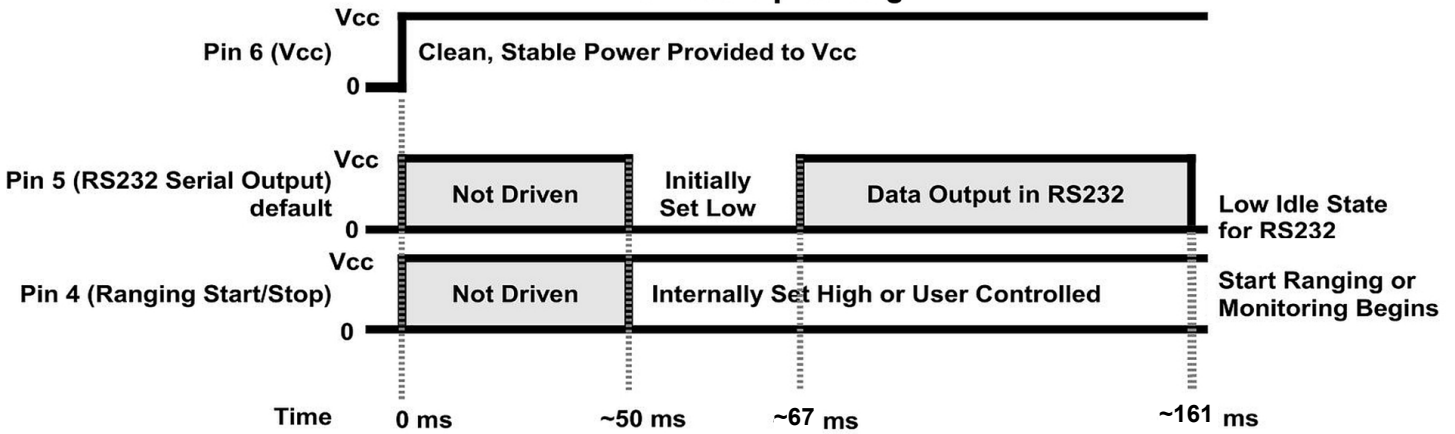 Vcc
Pin 6 (Vcc)
Clean, Stable Power Provided to Vcc
0
Vcc
Pin 5 (RS232 Serial Output)
default
Not Driven
Initially
Set Low
Data Output in RS232
0
Low Idle State
for RS232
Vcc
Pin 4 (Ranging Start/Stop)
Not Driven
Internally Set High or User Controlled
0
Start Ranging or
Monitoring Begins
Time
0 ms
~50 ms
~67 ms
~161 ms